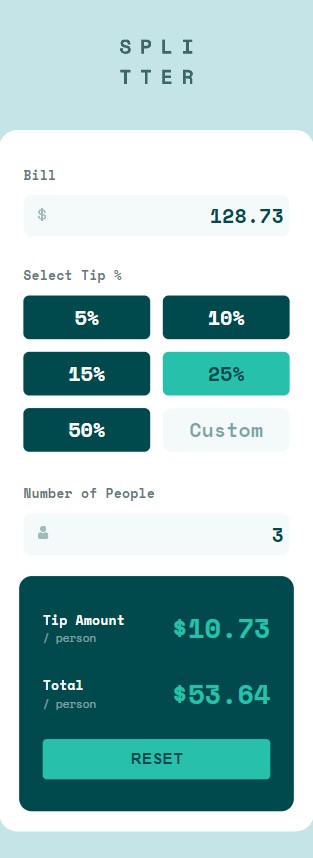 SPLI
TTER
Bill
$ 128.73
Select Tip %
5% 10%
15% 25%
50% Custom
Number of People
3
Tip Amount $10.73
/ person
Total $53.64
/ person
RESET